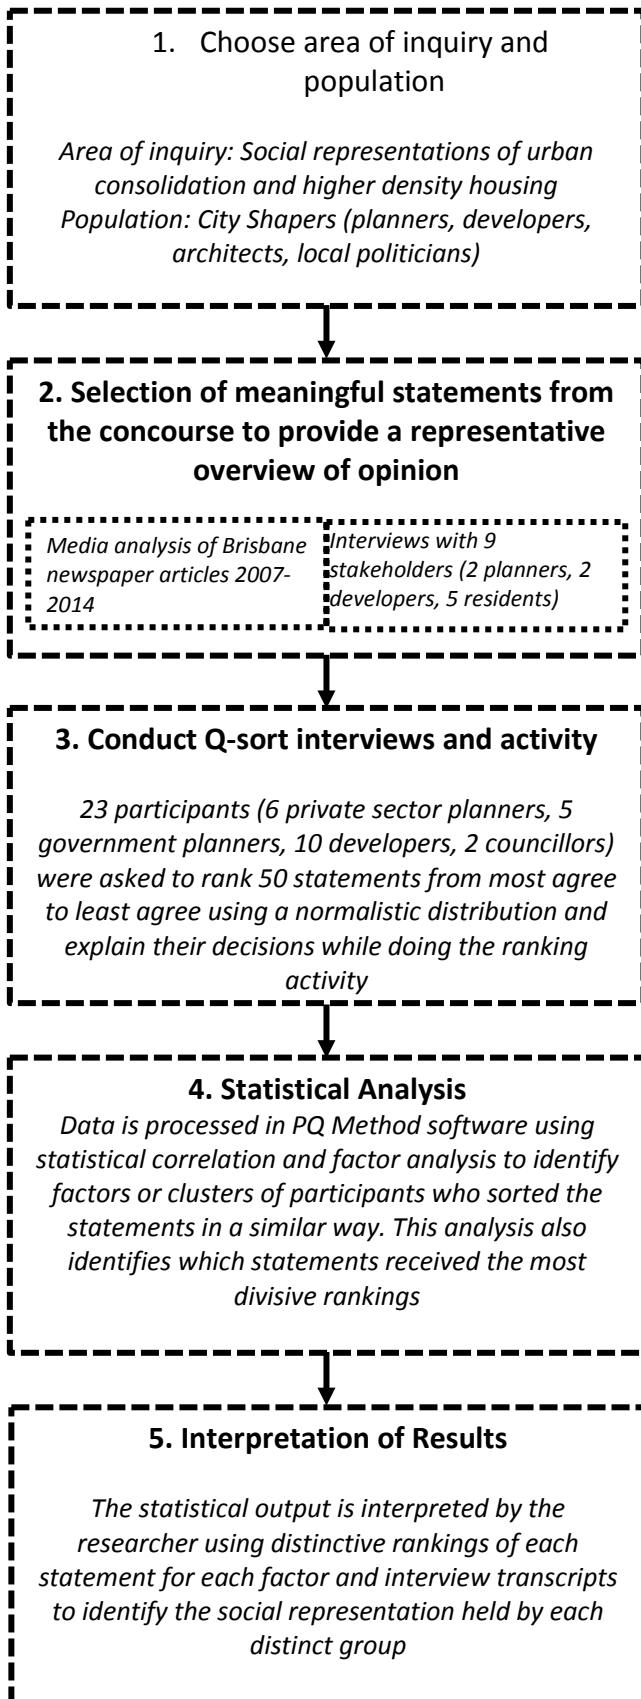 1. Choose area of inquiry and
population
Area of inquiry: Social representations of urban
consolidation and higher density housing
Population: City Shapers (planners, developers,
architects, local politicians)
2. Selection of meaningful statements from
the concourse to provide a representative
overview of opinion
Media analysis of Brisbane
newspaper articles 2007-
2014
Interviews with 9
stakeholders (2 planners, 2
developers, 5 residents)
3. Conduct Q-sort interviews and activity
23 participants (6 private sector planners, 5
government planners, 10 developers, 2 councillors)
were asked to rank 50 statements from most agree
to least agree using a normalistic distribution and
explain their decisions while doing the ranking
activity
4. Statistical Analysis
Data is processed in PQ Method software using
statistical correlation and factor analysis to identify
factors or clusters of participants who sorted the
statements in a similar way. This analysis also
identifies which statements received the most
divisive rankings
5. Interpretation of Results
The statistical output is interpreted by the
researcher using distinctive rankings of each
statement for each factor and interview transcripts
to identify the social representation held by each
distinct group